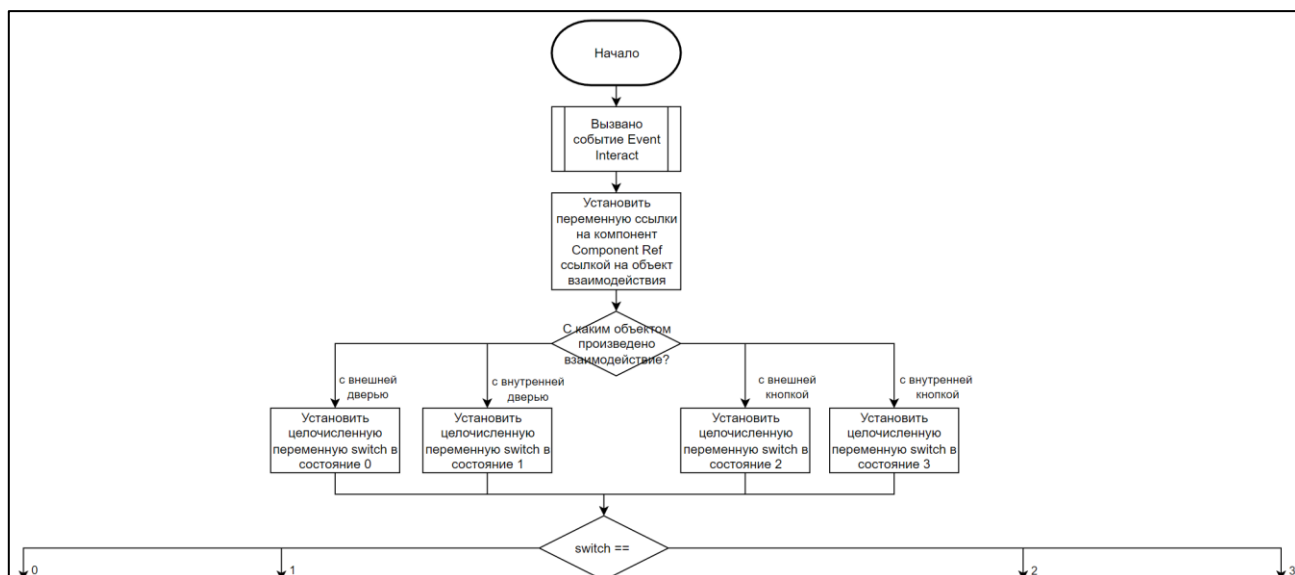 Начало
Вызвано
событие Event
Interact
Установить
переменную ссылки
на компонент
Component Ref
ссылкой на объект
взаимодействия
С каким объектом
произведено
взаимодействие?
с внешней
дверью
с внутренней
дверью
с внешней
кнопкой
с внутренней
кнопкой
Установить
целочисленную
переменную switch в
состояние 0
Установить
целочисленную
переменную switch в
состояние 1
Установить
целочисленную
переменную switch в
состояние 2
Установить
целочисленную
переменную switch в
состояние 3
switch ==
0
1
2
3